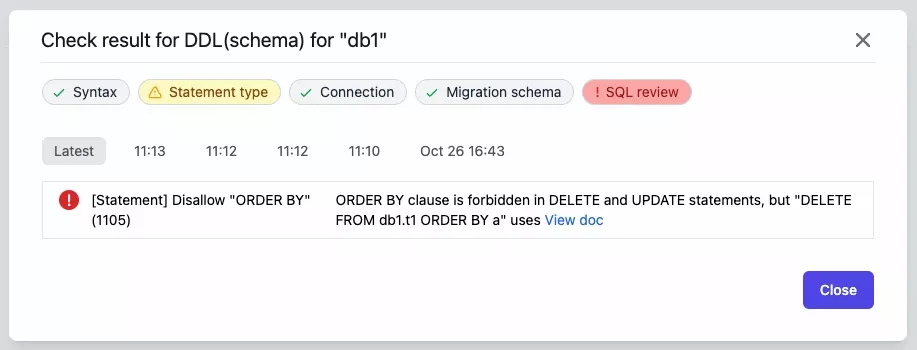 Check result for DDL(schema) for "db1"
Syntax
Statement type
Connection
Migration schema
! SQL review
Latest
11:13
11:12
11:12
11:10
Oct 26 16:43
[Statement] Disallow "ORDER BY"
(1105)
ORDER BY clause is forbidden in DELETE and UPDATE statements, but "DELETE
FROM db1.t1 ORDER BY a" uses View doc
Close